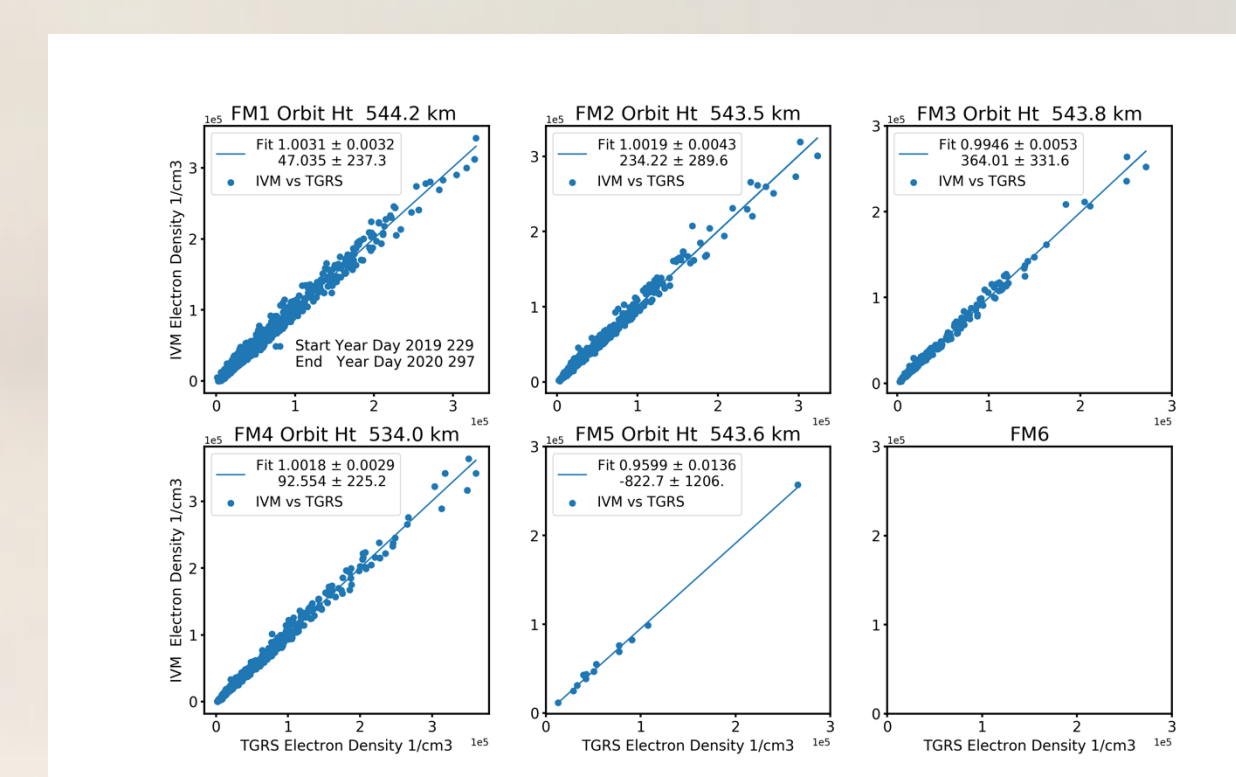 FM1 Orbit Ht 544.2 km
1e5
Fit 1.0031 ± 0.0032
47.035 ± 237.3
IVM vs TGRS
3
2
1
0
IVM Electron Density 1/cm3
Start Year Day 2019 229
End Year Day 2020 297
0 1 2 3
1e5
FM2 Orbit Ht 543.5 km
1e5
Fit 1.0019 ± 0.0043
234.22 ± 289.6
IVM vs TGRS
3
2
1
0
0 1 2 3
1e5
FM3 Orbit Ht 543.8 km
1e5
Fit 0.9946 ± 0.0053
364.01 ± 331.6
IVM vs TGRS
3
2
1
0
0 1 2 3
1e5
FM4 Orbit Ht 534.0 km
1e5
Fit 1.0018 ± 0.0029
92.554 ± 225.2
IVM vs TGRS
3
2
1
0
IVM Electron Density 1/cm3
0 1 2 3
TGRS Electron Density 1/cm3
1e5
FM5 Orbit Ht 543.6 km
1e5
Fit 0.9599 ± 0.0136
-822.7 ± 1206.
IVM vs TGRS
3
2
1
0
0 1 2 3
1e5
FM6
1e5
3
2
1
0
0 1 2 3
TGRS Electron Density 1/cm3
1e5